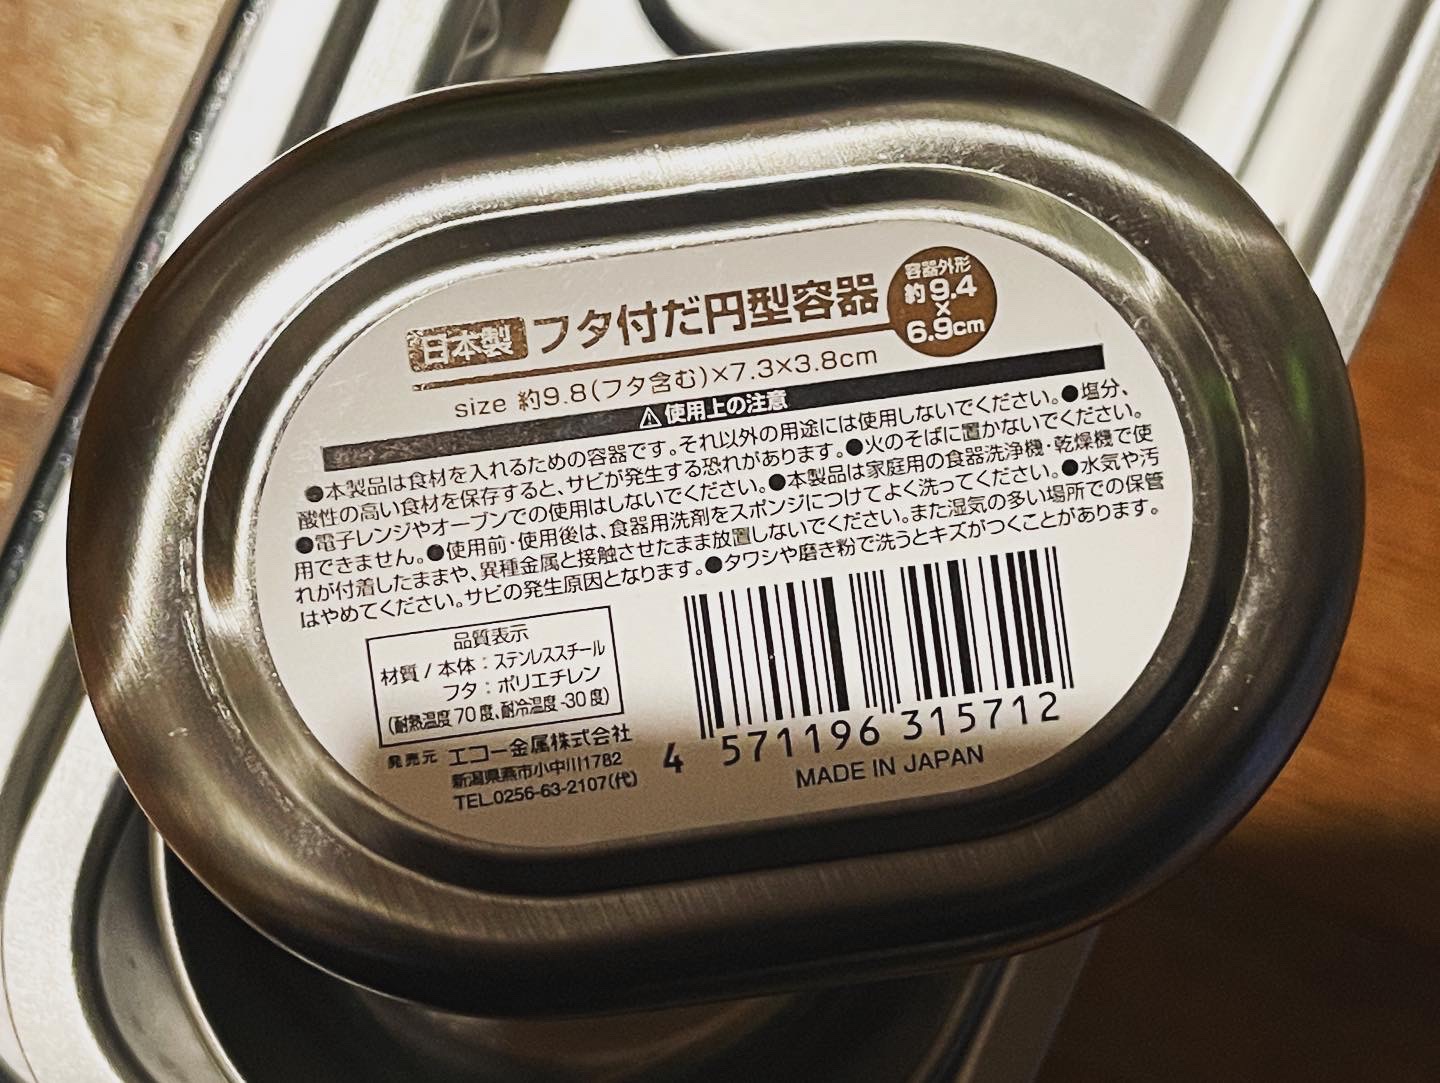 日本製 フタ付だ円型容器
容器外形
約9.4
×
6.9cm
size 約9.8(フタ含む)×7.3×3.8cm
⚠使用上の注意
●本製品は食材を入れるための容器です。それ以外の用途には使用しないでください。●塩分、
酸性の高い食材を保存すると、サビが発生する恐れがあります。●火のそばに置かないでください。
●電子レンジやオーブンでの使用はしないでください。●本製品は家庭用の食器洗浄機・乾燥機で使
用できません。●使用前・使用後は、食器用洗剤をスポンジにつけてよく洗ってください。●水気や汚
れが付着したままや、異種金属と接触させたまま放置しないでください。また湿気の多い場所での保管
はやめてください。サビの発生原因となります。●タワシや磨き粉で洗うとキズがつくことがあります。
品質表示
材質/本体:ステンレススチール
フタ:ポリエチレン
(耐熱温度70度、耐冷温度-30度)
発売元 エコー金属株式会社
新潟県燕市小中川1782
TEL.0256-63-2107(代)
4 571196 315712
MADE IN JAPAN